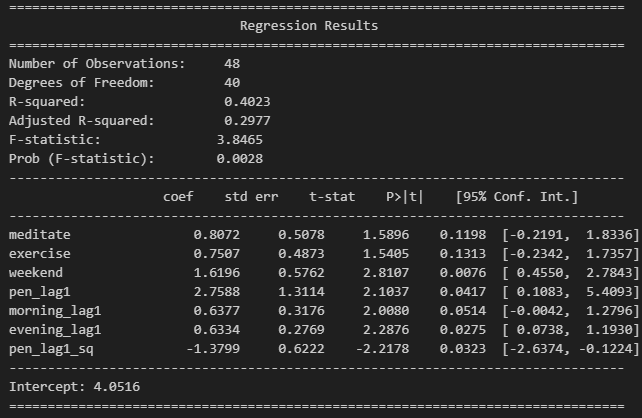 ================================================================================
Regression Results
================================================================================
Number of Observations: 48
Degrees of Freedom: 40
R-squared: 0.4023
Adjusted R-squared: 0.2977
F-statistic: 3.8465
Prob (F-statistic): 0.0028
--------------------------------------------------------------------------------
coef std err t-stat P>|t| [95% Conf. Int.]
--------------------------------------------------------------------------------
meditate 0.8072 0.5078 1.5896 0.1198 [-0.2191, 1.8336]
exercise 0.7507 0.4873 1.5405 0.1313 [-0.2342, 1.7357]
weekend 1.6196 0.5762 2.8107 0.0076 [ 0.4550, 2.7843]
pen_lag1 2.7588 1.3114 2.1037 0.0417 [ 0.1083, 5.4093]
morning_lag1 0.6377 0.3176 2.0080 0.0514 [-0.0042, 1.2796]
evening_lag1 0.6334 0.2769 2.2876 0.0275 [ 0.0738, 1.1930]
pen_lag1_sq -1.3799 0.6222 -2.2178 0.0323 [-2.6374, -0.1224]
--------------------------------------------------------------------------------
Intercept: 4.0516
================================================================================